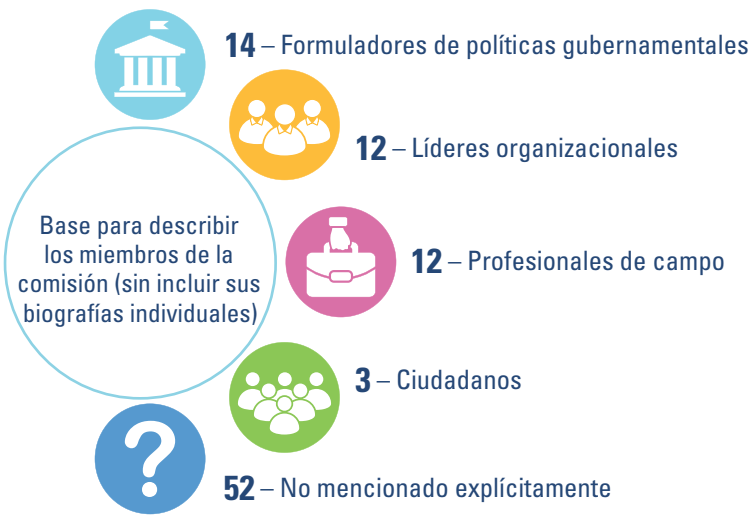 14 – Formuladores de políticas gubernamentales
12 – Líderes organizacionales
Base para describir
los miembros de la
comisión (sin incluir sus
biografías individuales)
12 – Profesionales de campo
3 – Ciudadanos
?
52 – No mencionado explícitamente